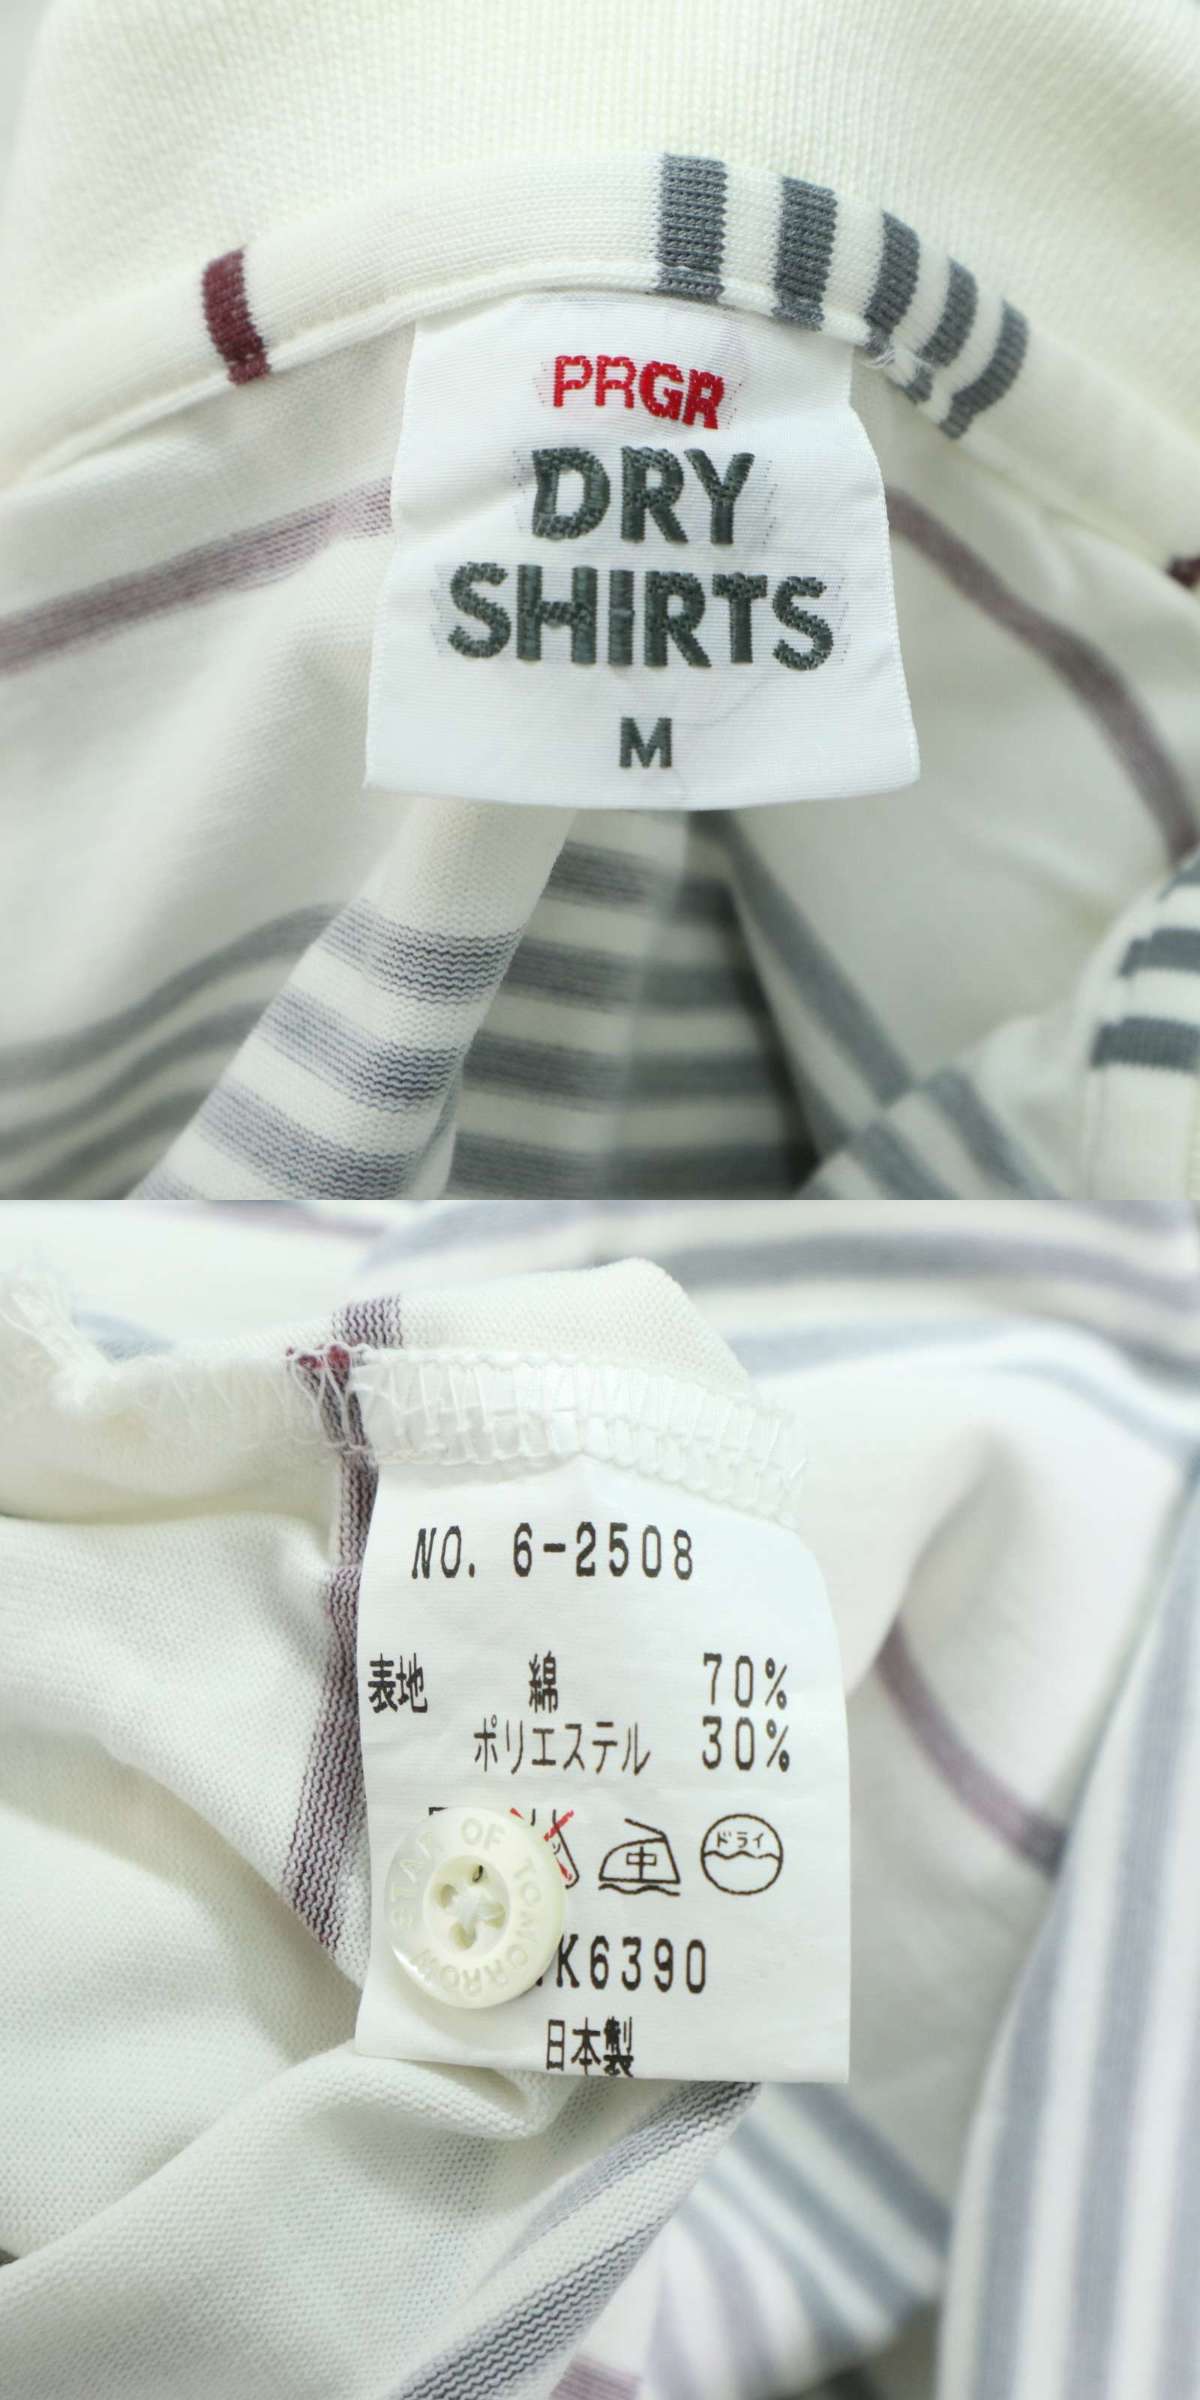 PRGR
DRY
SHIRTS
M
NO. 6-2508
表地 綿 70%
ポリエステル 30%
中 ドライ
OF TOMORROW
K6390
日本製